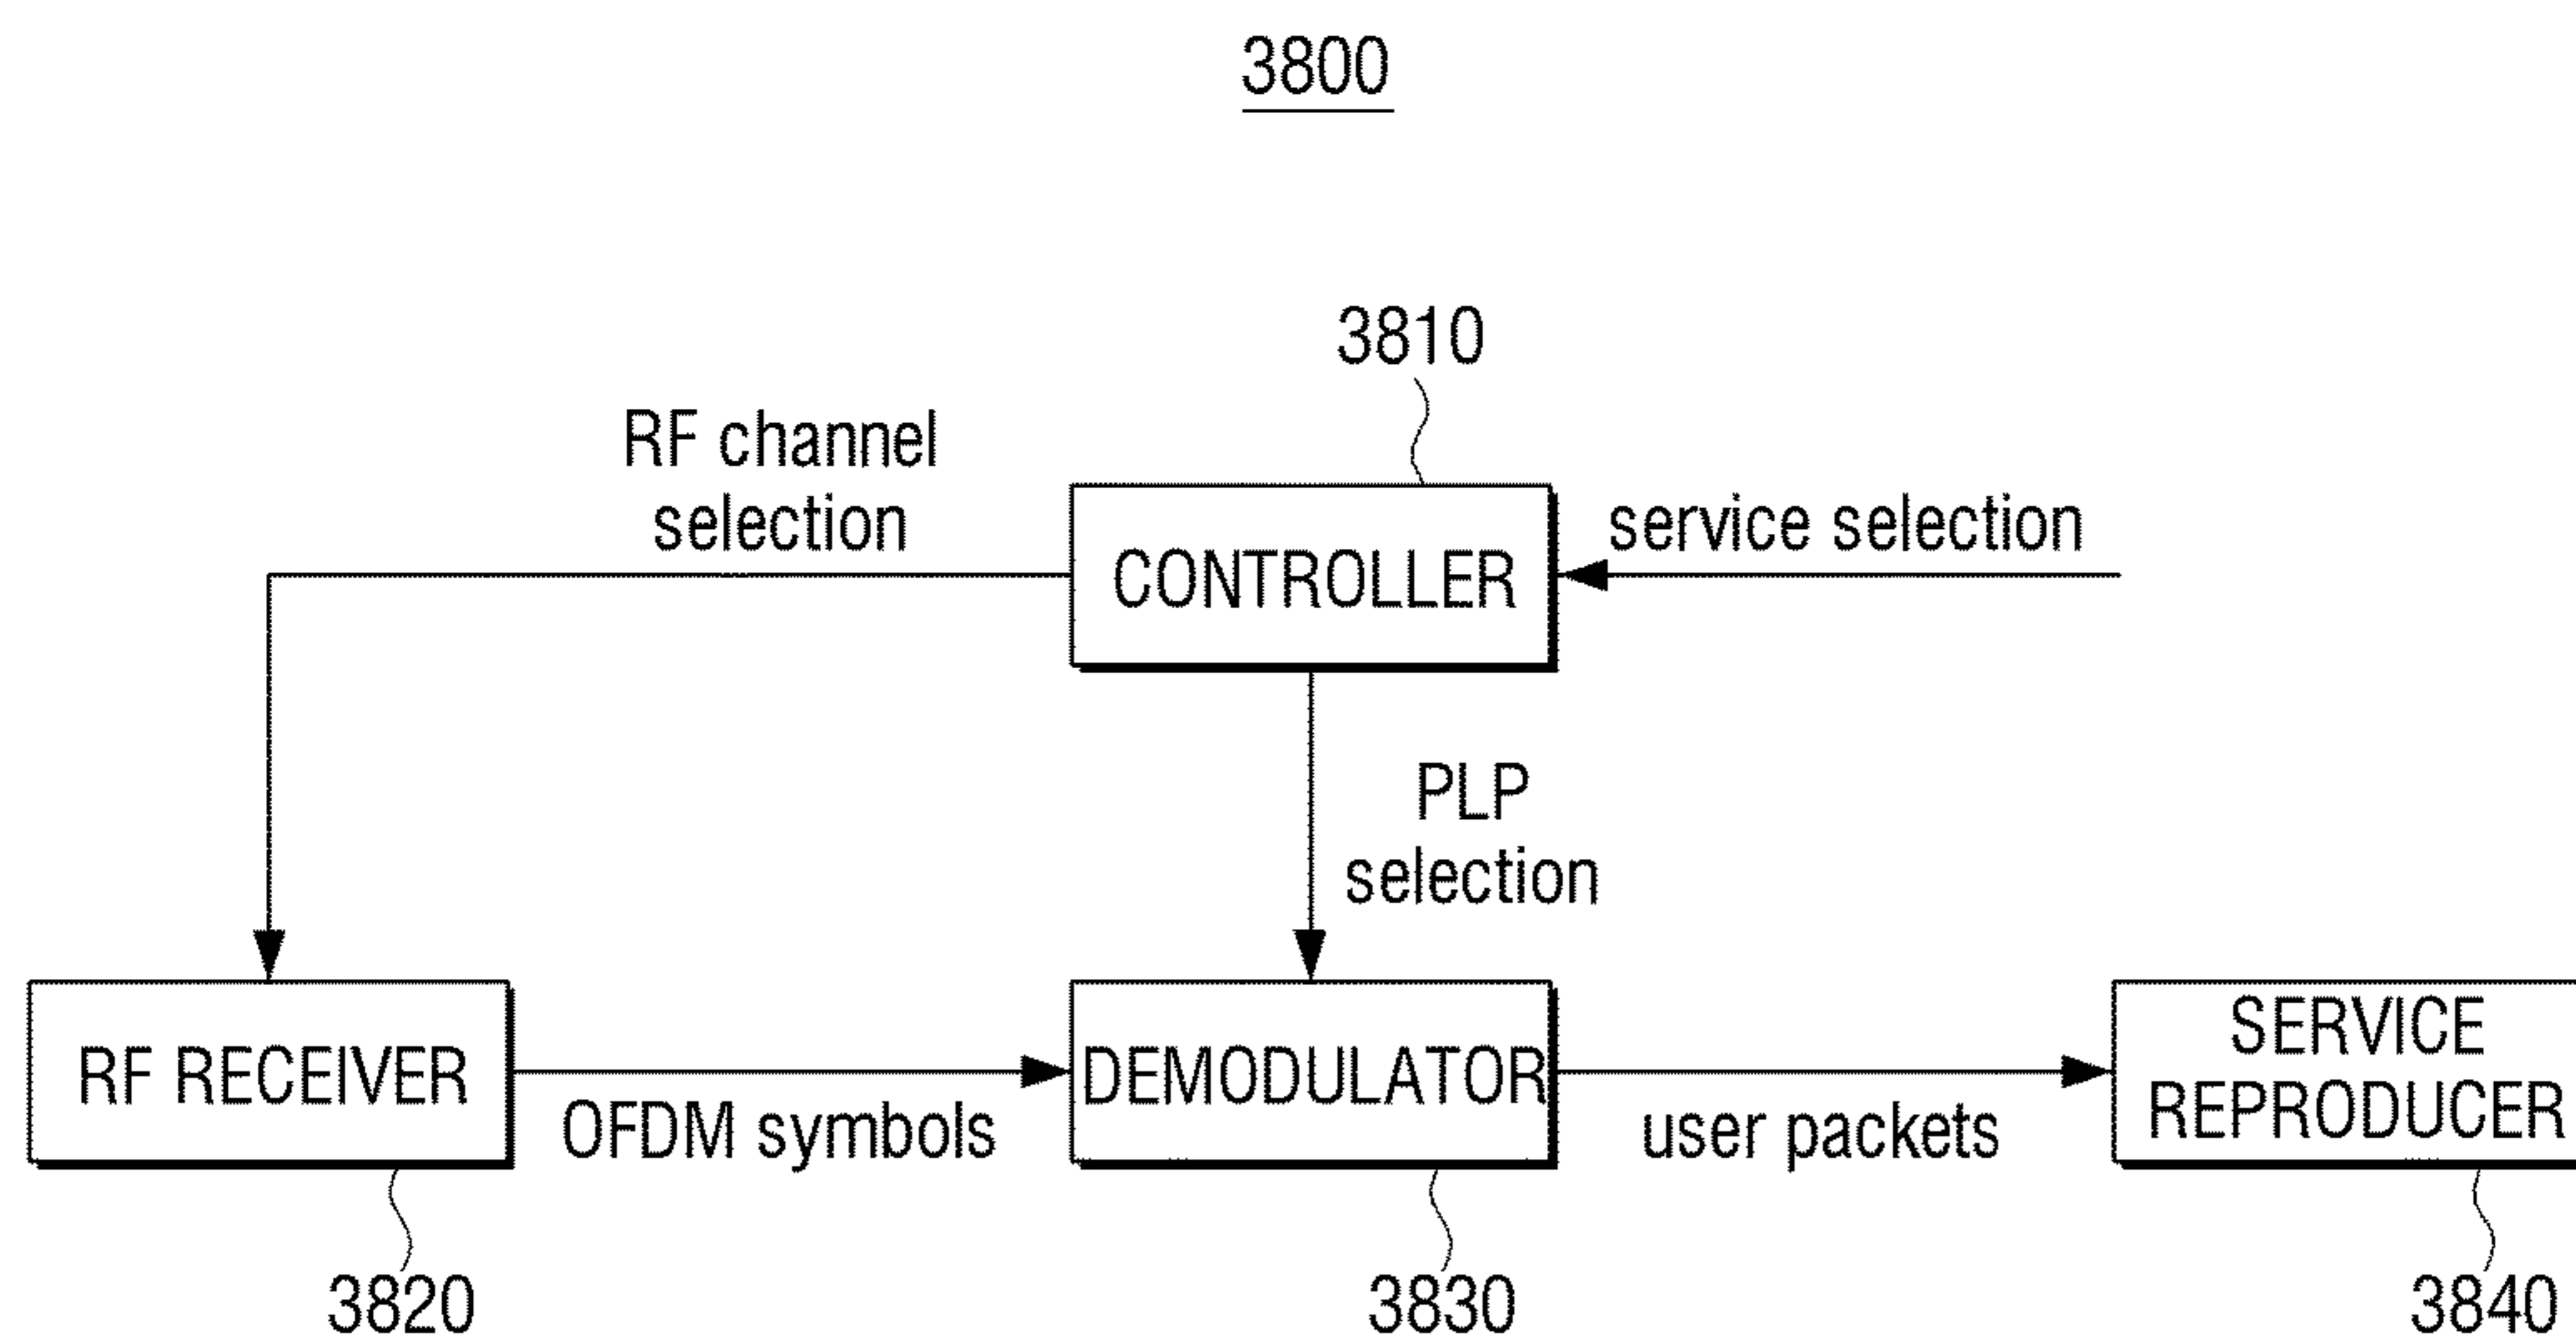 3800
3810
RF channel
selection
service selection
CONTROLLER
PLP
selection
RF RECEIVER
OFDM symbols
DEMODULATOR
user packets
SERVICE
REPRODUCER
3820
3830
3840